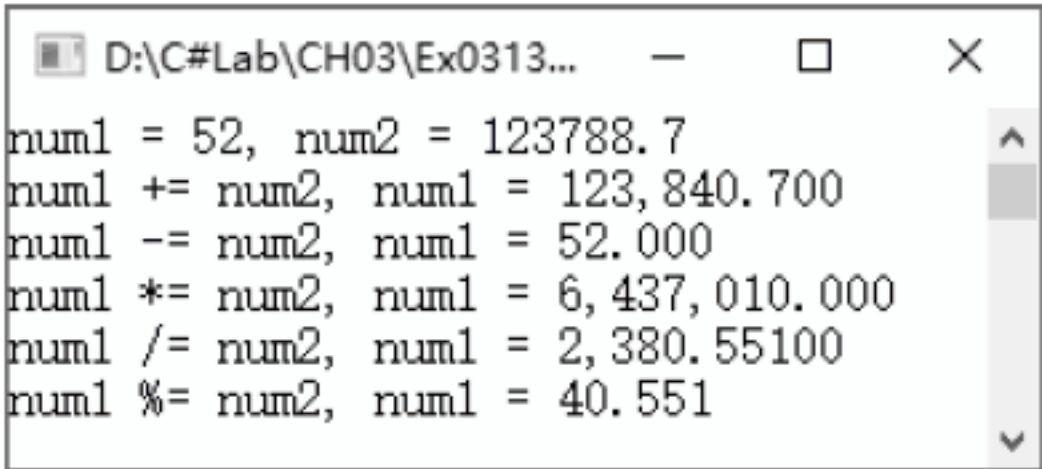 D:\C#Lab\CH03\Ex0313...
num1 = 52, num2 = 123788.7
num1 += num2, num1 = 123,840.700
num1 -= num2, num1 = 52.000
num1 *= num2, num1 = 6,437,010.000
num1 /= num2, num1 = 2,380.55100
num1 %= num2, num1 = 40.551